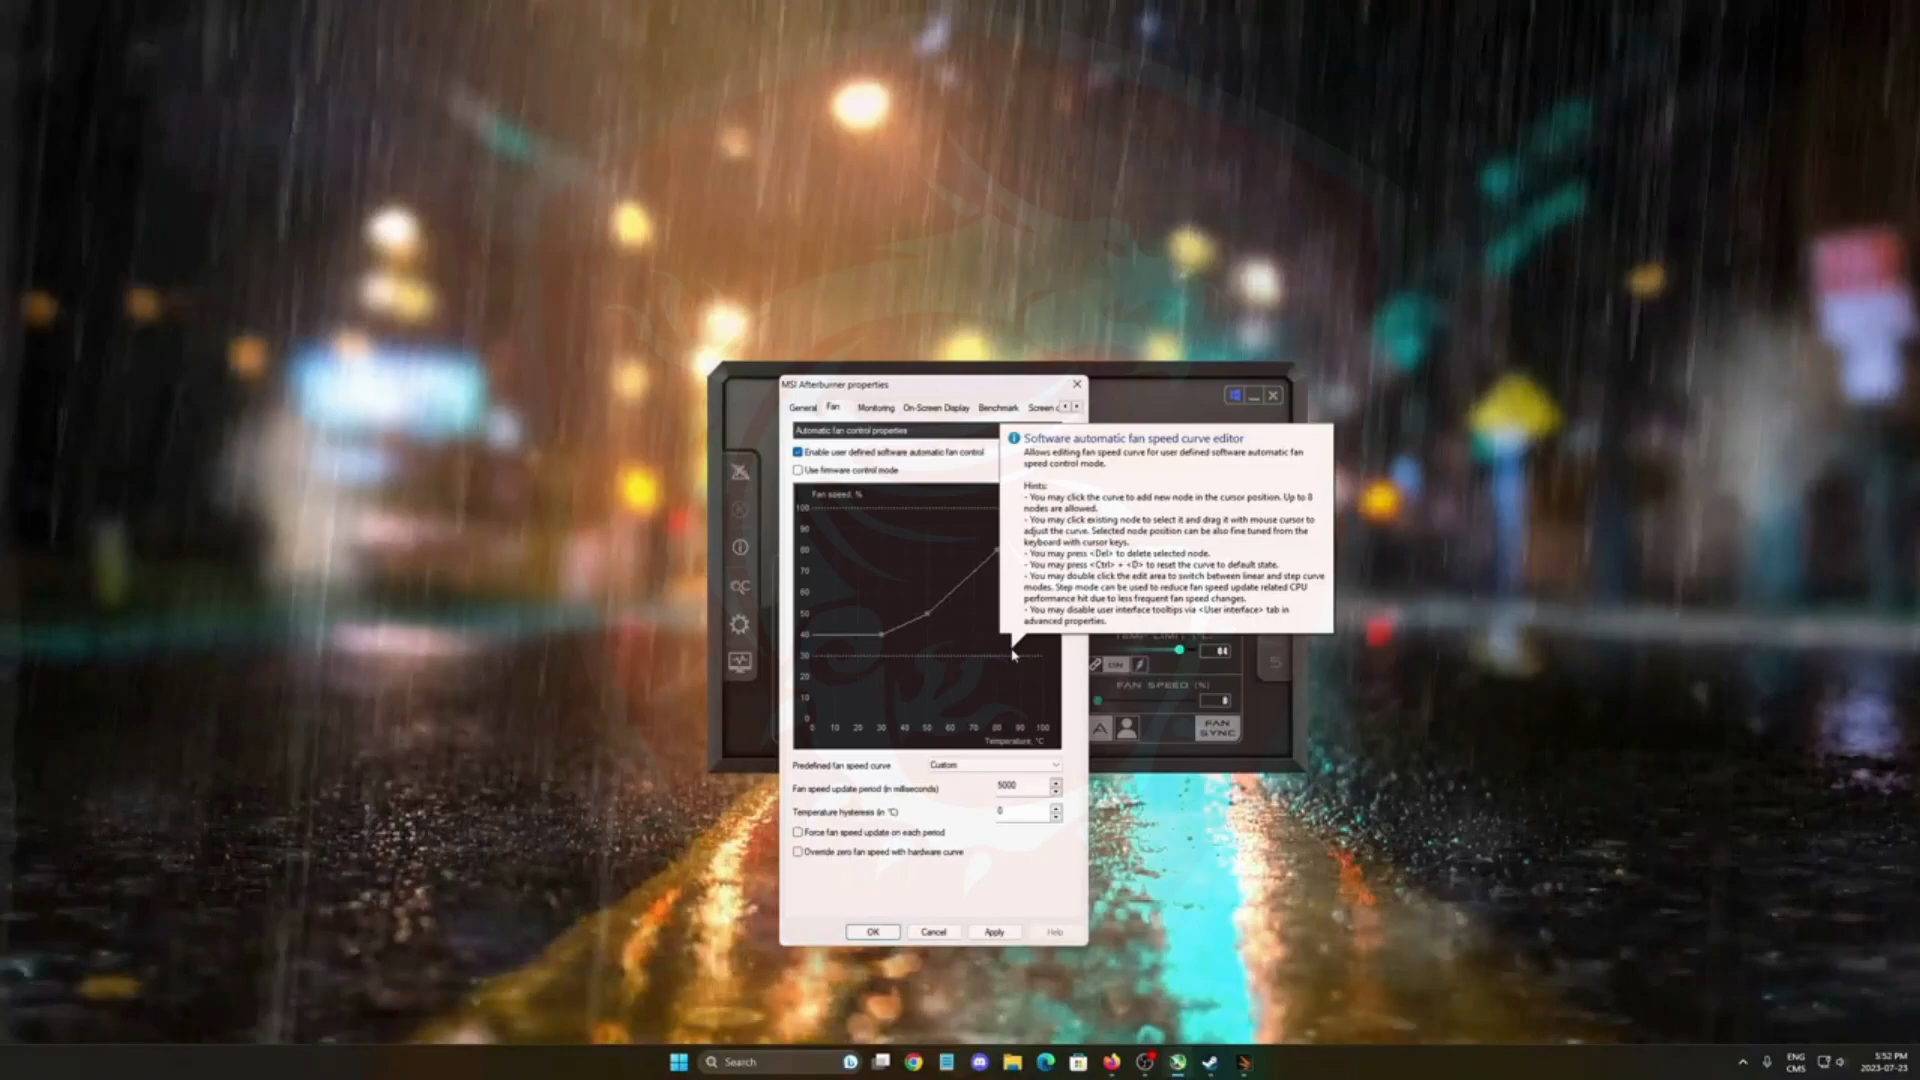 MSI Afterburner properties
General Fan Monitoring On-Screen Display Benchmark Screen c
Automatic fan control properties
Enable user defined software automatic fan control
Use firmware control mode
Fan speed, %
100
90
80
70
60
50
40
30
20
10
0
0 10 20 30 40 50 60 70 80 90 100
Temperature, °C
Predefined fan speed curve Custom
Fan speed update period (in milliseconds) 5000
Temperature hysteresis (in °C) 0
Force fan speed update on each period
Override zero fan speed with hardware curve
OK Cancel Apply Help
Software automatic fan speed curve editor
Allows editing fan speed curve for user defined software automatic fan
speed control mode.
Hints:
- You may click the curve to add new node in the cursor position. Up to 8
nodes are allowed.
- You may click existing node to select it and drag it with mouse cursor to
adjust the curve. Selected node position can be also fine tuned from the
keyboard with cursor keys.
- You may press <Del> to delete selected node.
- You may press <Ctrl> + <D> to reset the curve to default state.
- You may double click the edit area to switch between linear and step curve
modes. Step mode can be used to reduce fan speed update related CPU
performance hit due to less frequent fan speed changes.
- You may disable user interface tooltips via <User interface> tab in
advanced properties.
TEMP LIMIT (°C)
84
FAN SPEED (%)
A
FAN
SYNC
5
Search
ENG
CMS
5:52 PM
2023-07-23